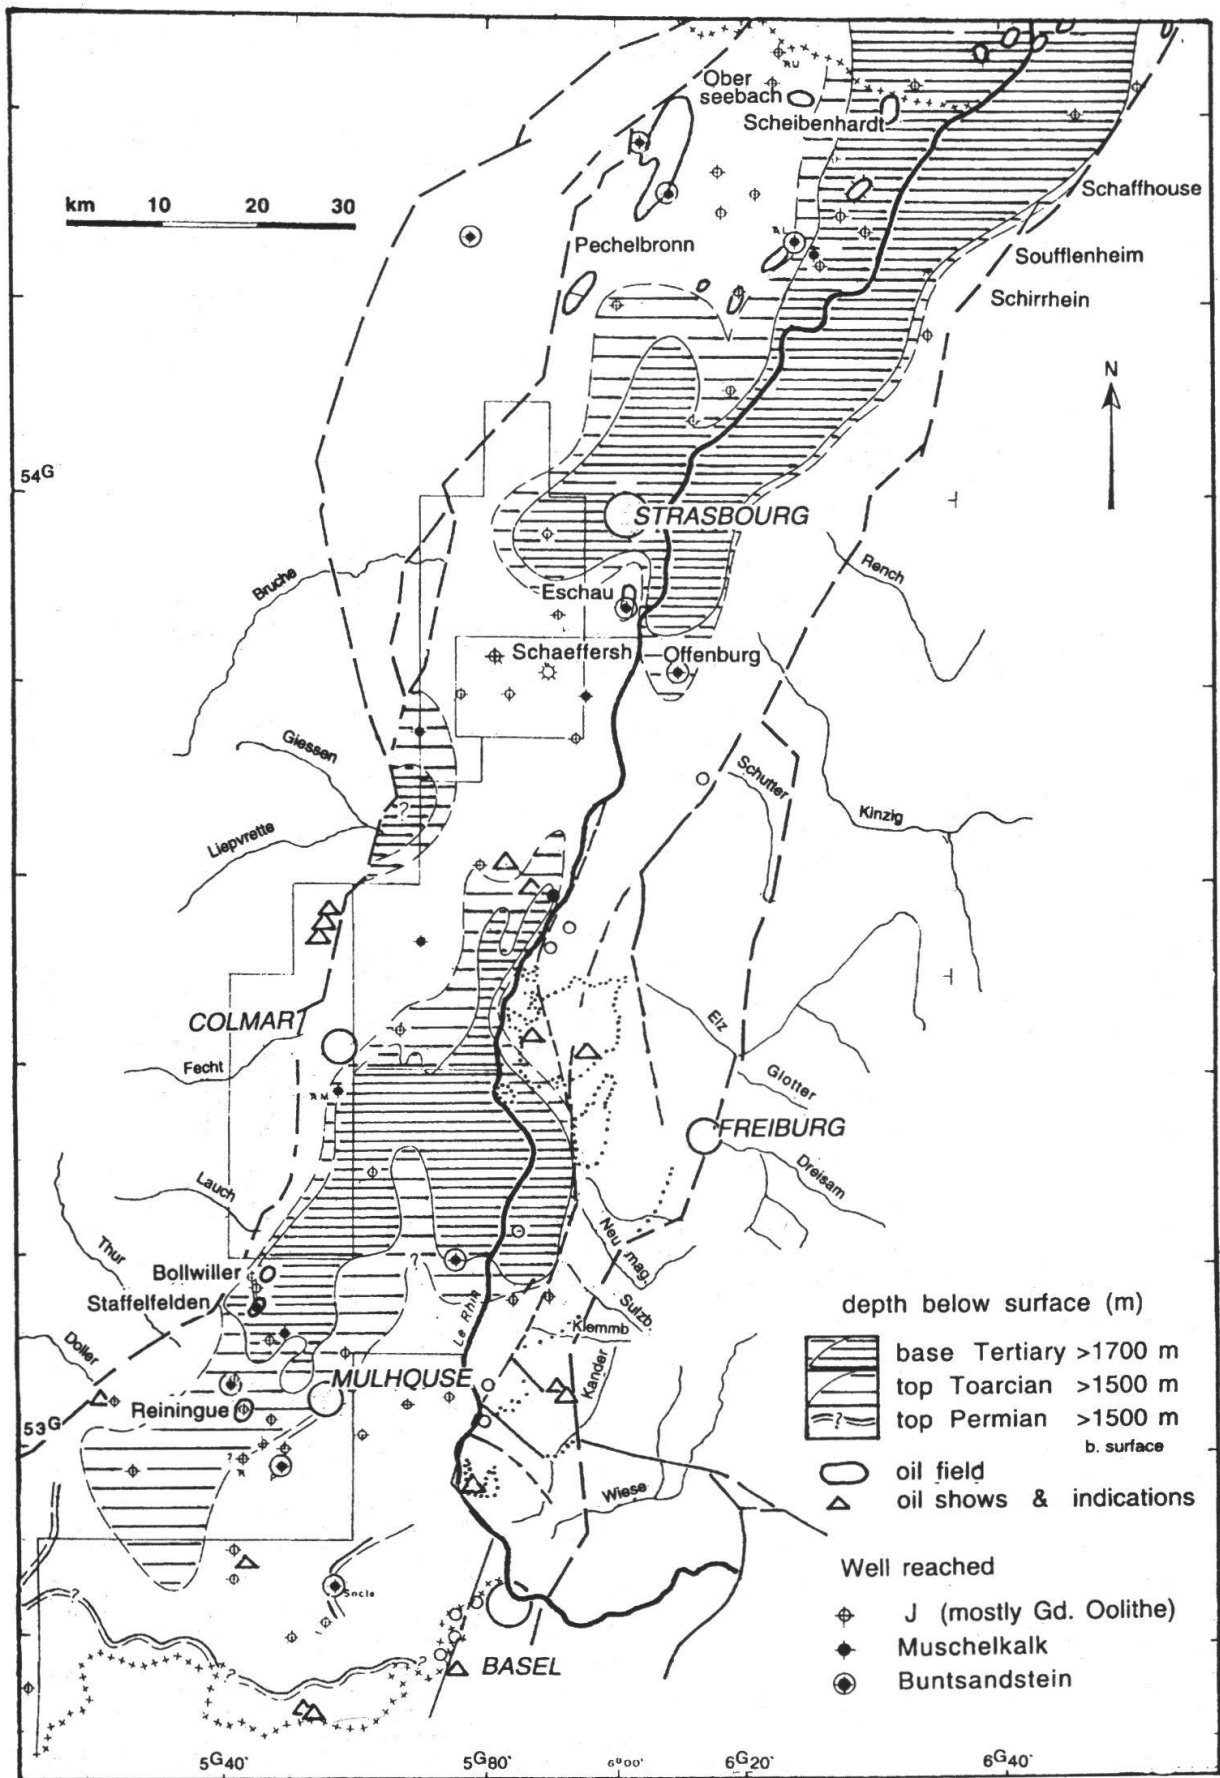 Ober
seebach
Scheibenhardt
km 10 20 30
Schaffhouse
Pechelbronn
Soufflenheim
Schirrhein
N
54G
STRASBOURG
Bruche
Rench
Eschau
Schaeffersh
Offenburg
Giessen
Schutter
Kinzig
Liepvrette
COLMAR
Fecht
Elz
Glotter
FREIBURG
Dreisam
Lauch
Thur
Neumag.
Bollwiller
Staffelfelden
Le Rhin
Sulzb
Klemmb
Doller
Kander
MULHOUSE
Reiningue
53G
Wiese
BASEL
depth below surface (m)
base Tertiary >1700 m
top Toarcian >1500 m
top Permian >1500 m
b. surface
oil field
oil shows & indications
Well reached
J (mostly Gd. Oolithe)
Muschelkalk
Buntsandstein
5G40' 5G80' 6G00' 6G20' 6G40'